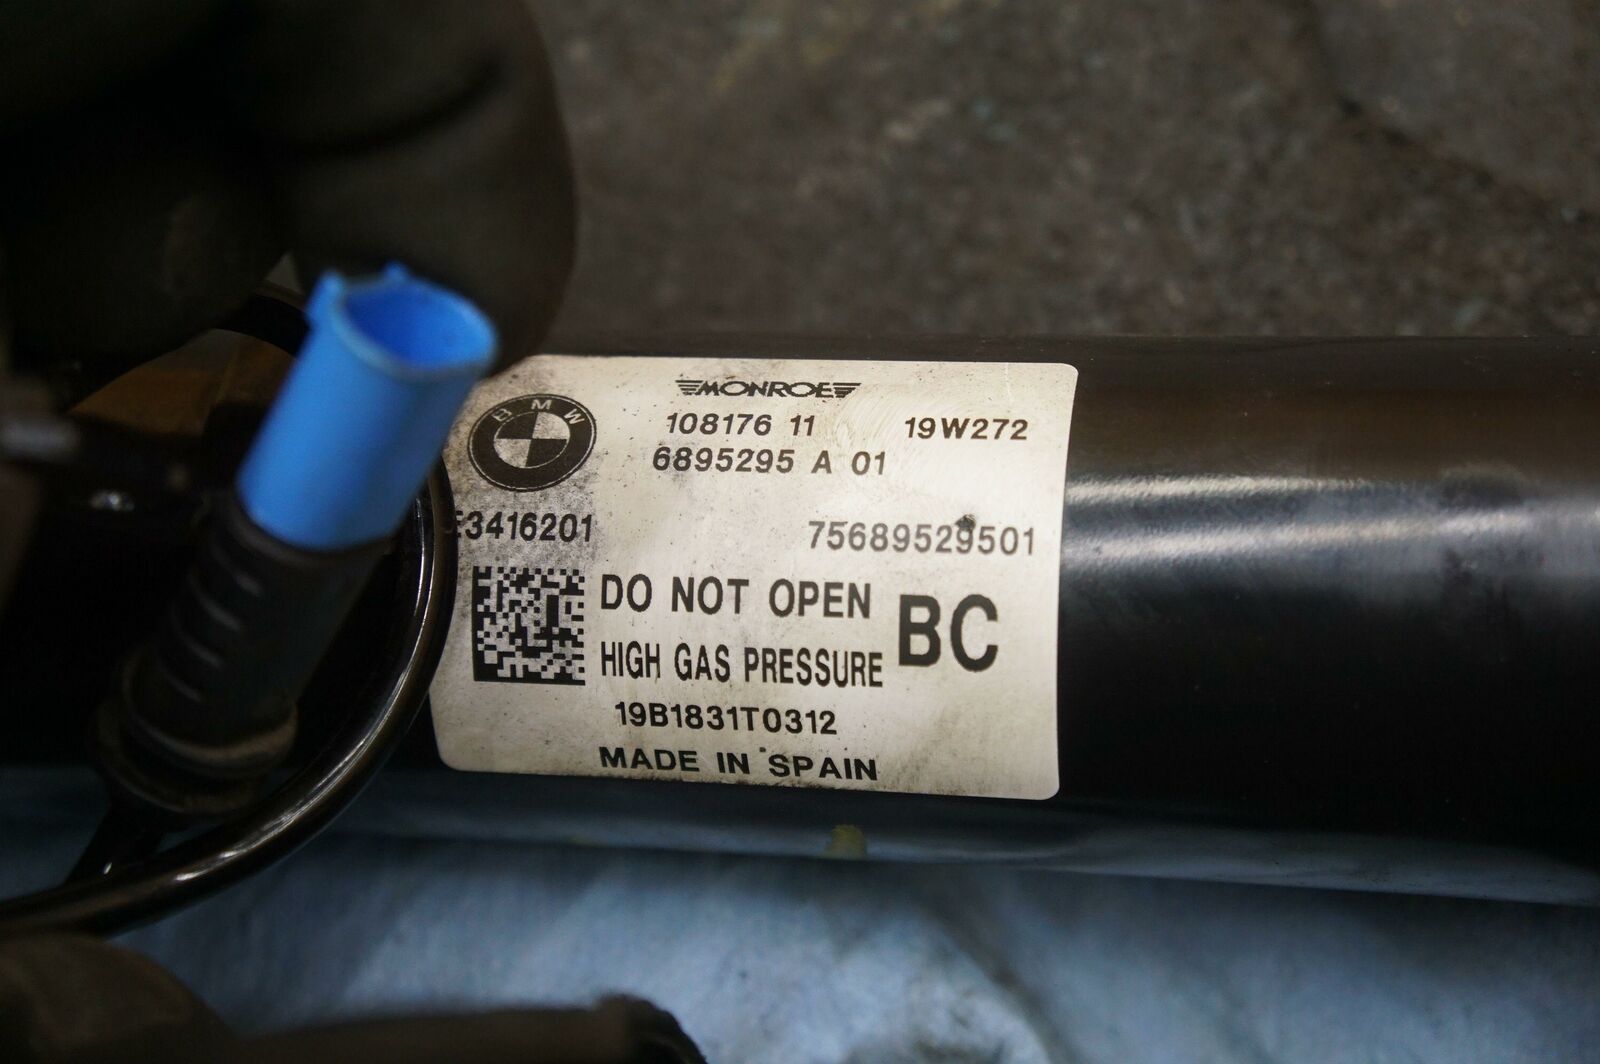 MONROE
BMW
108176 11 19W272
6895295 A 01
E3416201 75689529501
DO NOT OPEN BC
HIGH GAS PRESSURE
19B1831T0312
MADE IN SPAIN